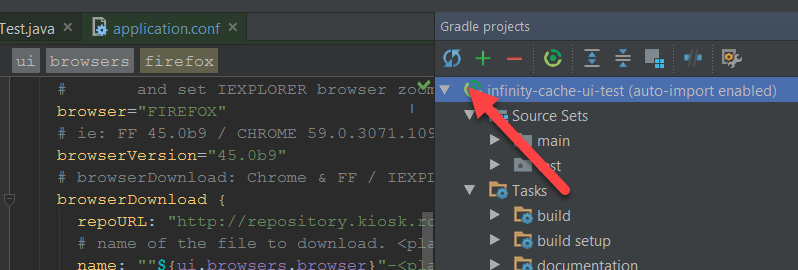 Test.java
application.conf
Gradle projects
ui browsers firefox
# and set IEXPLORER browser zoom
browser="FIREFOX"
# ie: FF 45.0b9 / CHROME 59.0.3071.109
browserVersion="45.0b9"
# browserDownload: Chrome & FF / IEXPL
browserDownload {
repoURL: "http://repository.kiosk.ro
# name of the file to download. <pla
name: ""${ui.browsers.browser}"-<pla
infinity-cache-ui-test (auto-import enabled)
Source Sets
main
Tasks
build
build setup
documentation